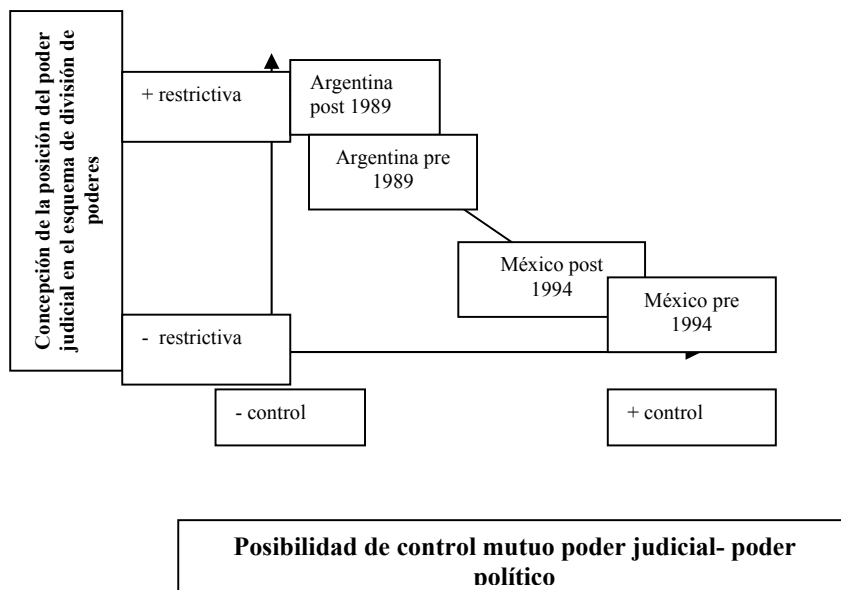 Concepción de la posición del poder
judicial en el esquema de división de
poderes
+ restrictiva
Argentina
post 1989
Argentina pre
1989
México post
1994
México pre
1994
- restrictiva
- control
+ control
Posibilidad de control mutuo poder judicial- poder
político